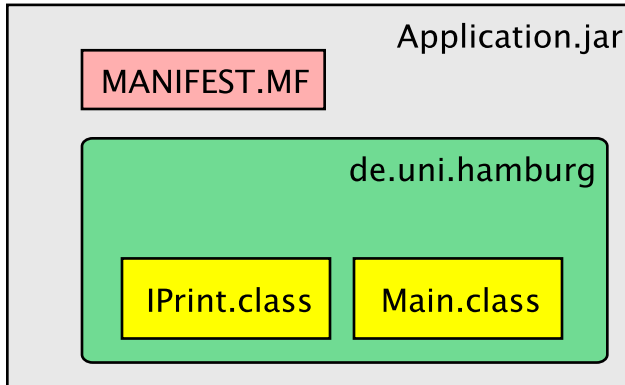 Application.jar
MANIFEST.MF
de.uni.hamburg
IPrint.class
Main.class